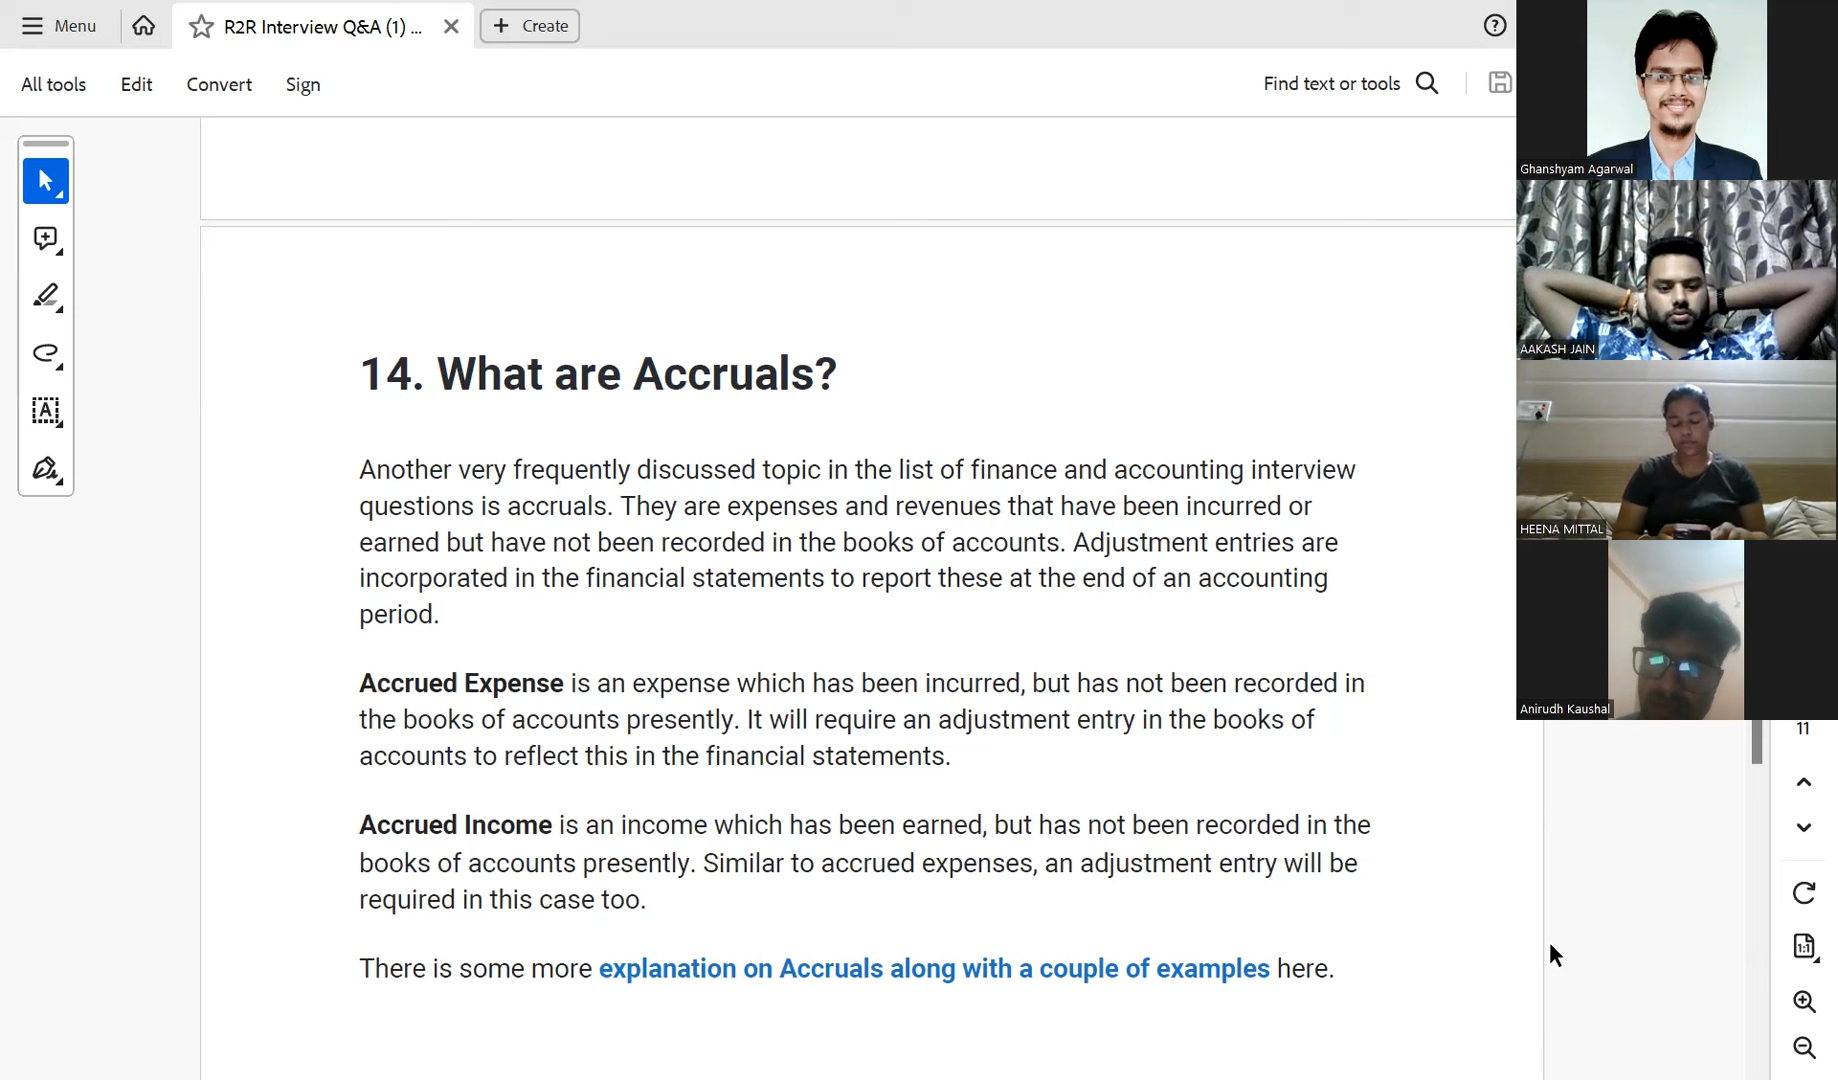 Menu
R2R Interview Q&A (1) ...
Create
All tools
Edit
Convert
Sign
Find text or tools
14. What are Accruals?
Another very frequently discussed topic in the list of finance and accounting interview
questions is accruals. They are expenses and revenues that have been incurred or
earned but have not been recorded in the books of accounts. Adjustment entries are
incorporated in the financial statements to report these at the end of an accounting
period.
Accrued Expense is an expense which has been incurred, but has not been recorded in
the books of accounts presently. It will require an adjustment entry in the books of
accounts to reflect this in the financial statements.
Accrued Income is an income which has been earned, but has not been recorded in the
books of accounts presently. Similar to accrued expenses, an adjustment entry will be
required in this case too.
There is some more explanation on Accruals along with a couple of examples here.
Ghanshyam Agarwal
AAKASH JAIN
HEENA MITTAL
Anirudh Kaushal
11
1:1